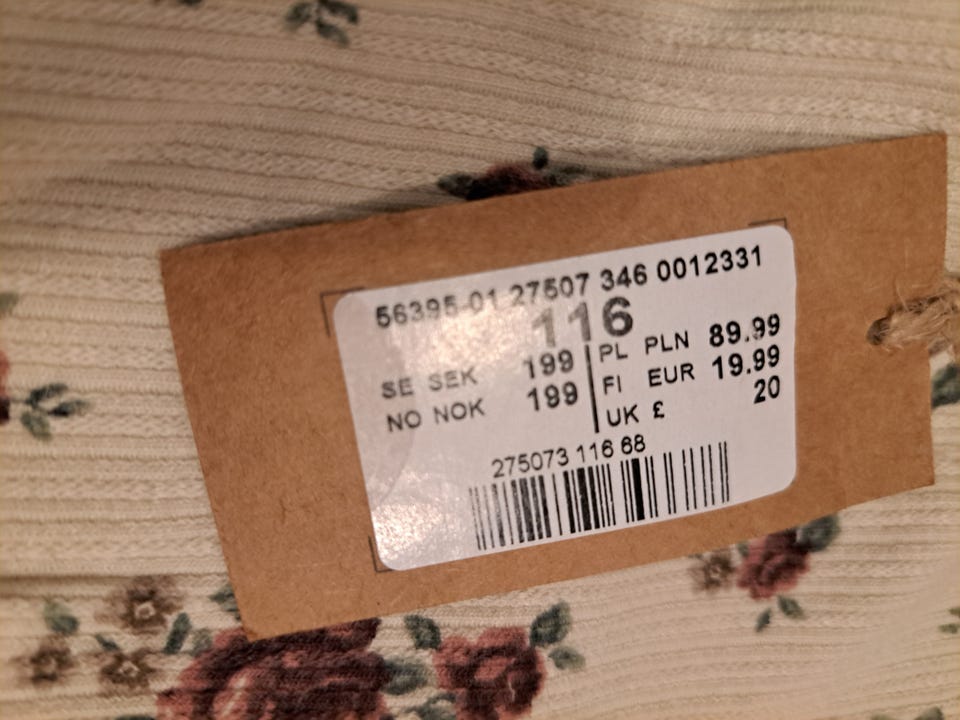 56395-01 27507 346 0012331
116
SE SEK 199 PL PLN 89.99
NO NOK 199 FI EUR 19.99
UK £ 20
275073 116 68